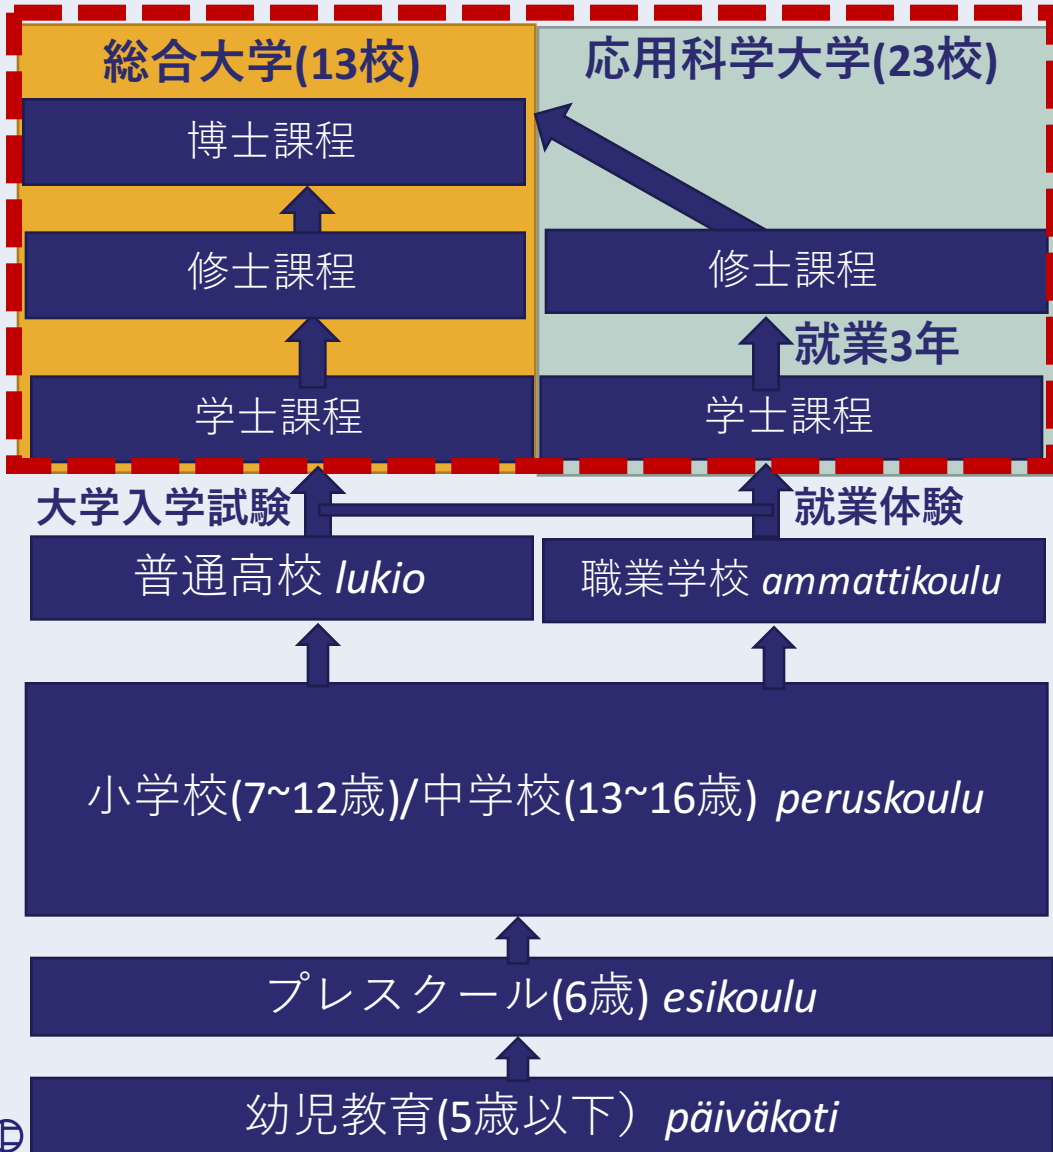 総合大学(13校)
応用科学大学(23校)
博士課程
修士課程
修士課程
就業3年
学士課程
学士課程
大学入学試験
就業体験
普通高校 lukio
職業学校 ammattikoulu
小学校(7~12歳)/中学校(13~16歳) peruskoulu
プレスクール(6歳) esikoulu
幼児教育(5歳以下） päiväkoti